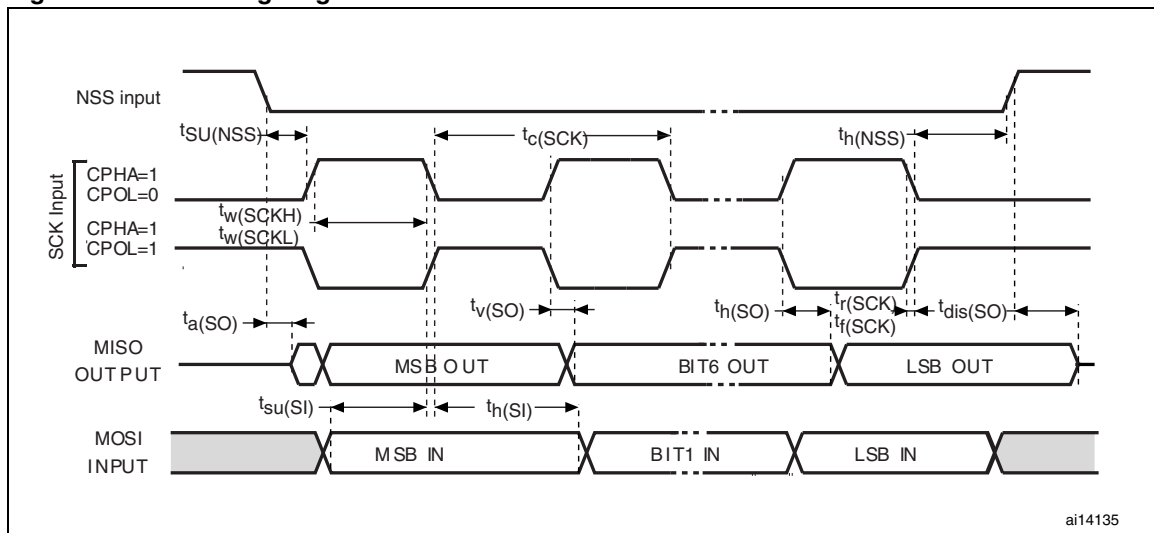 NSS input
tSU(NSS)
tc(SCK)
th(NSS)
SCK Input
CPHA=1
CPOL=0
tw(SCKH)
tw(SCKL)
CPHA=1
CPOL=1
ta(SO)
tv(SO)
th(SO)
tr(SCK)
tf(SCK)
tdis(SO)
MISO
OUTPUT
MSB OUT
BIT6 OUT
LSB OUT
tsu(SI)
th(SI)
MOSI
INPUT
MSB IN
BIT1 IN
LSB IN
ai14135